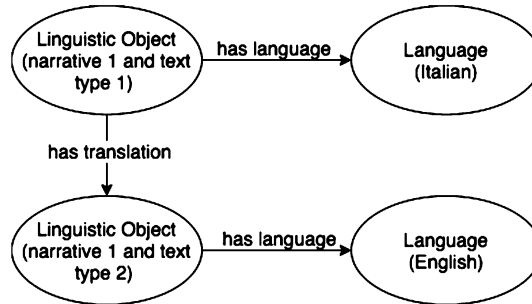 Linguistic Object
(narrative 1 and text
type 1)
has language
Language
(Italian)
has translation
Linguistic Object
(narrative 1 and text
type 2)
has language
Language
(English)